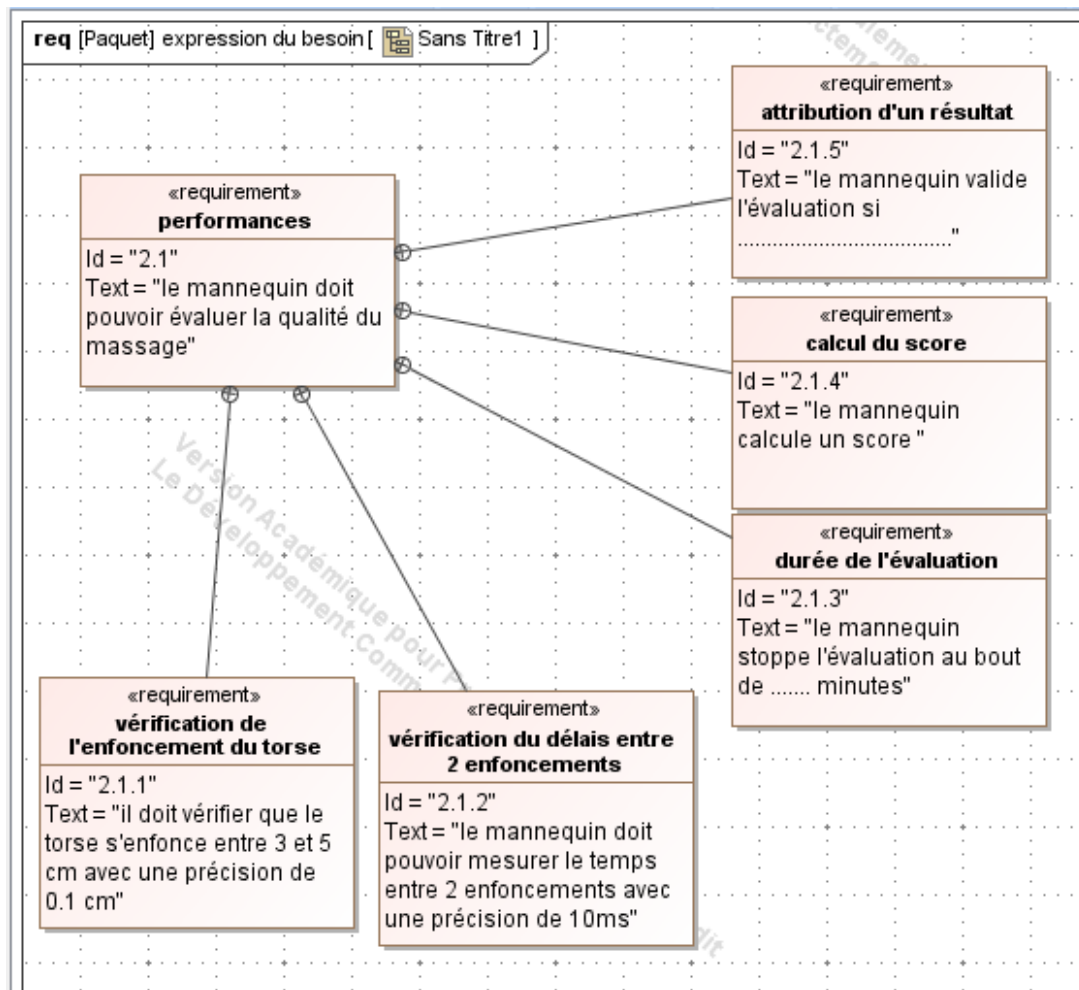 req [Paquet] expression du besoin [ Sans Titre1 ]
«requirement»
performances
Id = "2.1"
Text = "le mannequin doit
pouvoir évaluer la qualité du
massage"
«requirement»
attribution d'un résultat
Id = "2.1.5"
Text = "le mannequin valide
l'évaluation si
...................................."
«requirement»
calcul du score
Id = "2.1.4"
Text = "le mannequin
calcule un score "
«requirement»
durée de l'évaluation
Id = "2.1.3"
Text = "le mannequin
stoppe l'évaluation au bout
de ....... minutes"
«requirement»
vérification de
l'enfoncement du torse
Id = "2.1.1"
Text = "il doit vérifier que le
torse s'enfonce entre 3 et 5
cm avec une précision de
0.1 cm"
«requirement»
vérification du délais entre
2 enfoncements
Id = "2.1.2"
Text = "le mannequin doit
pouvoir mesurer le temps
entre 2 enfoncements avec
une précision de 10ms"
Version Académique pour
Le Développement